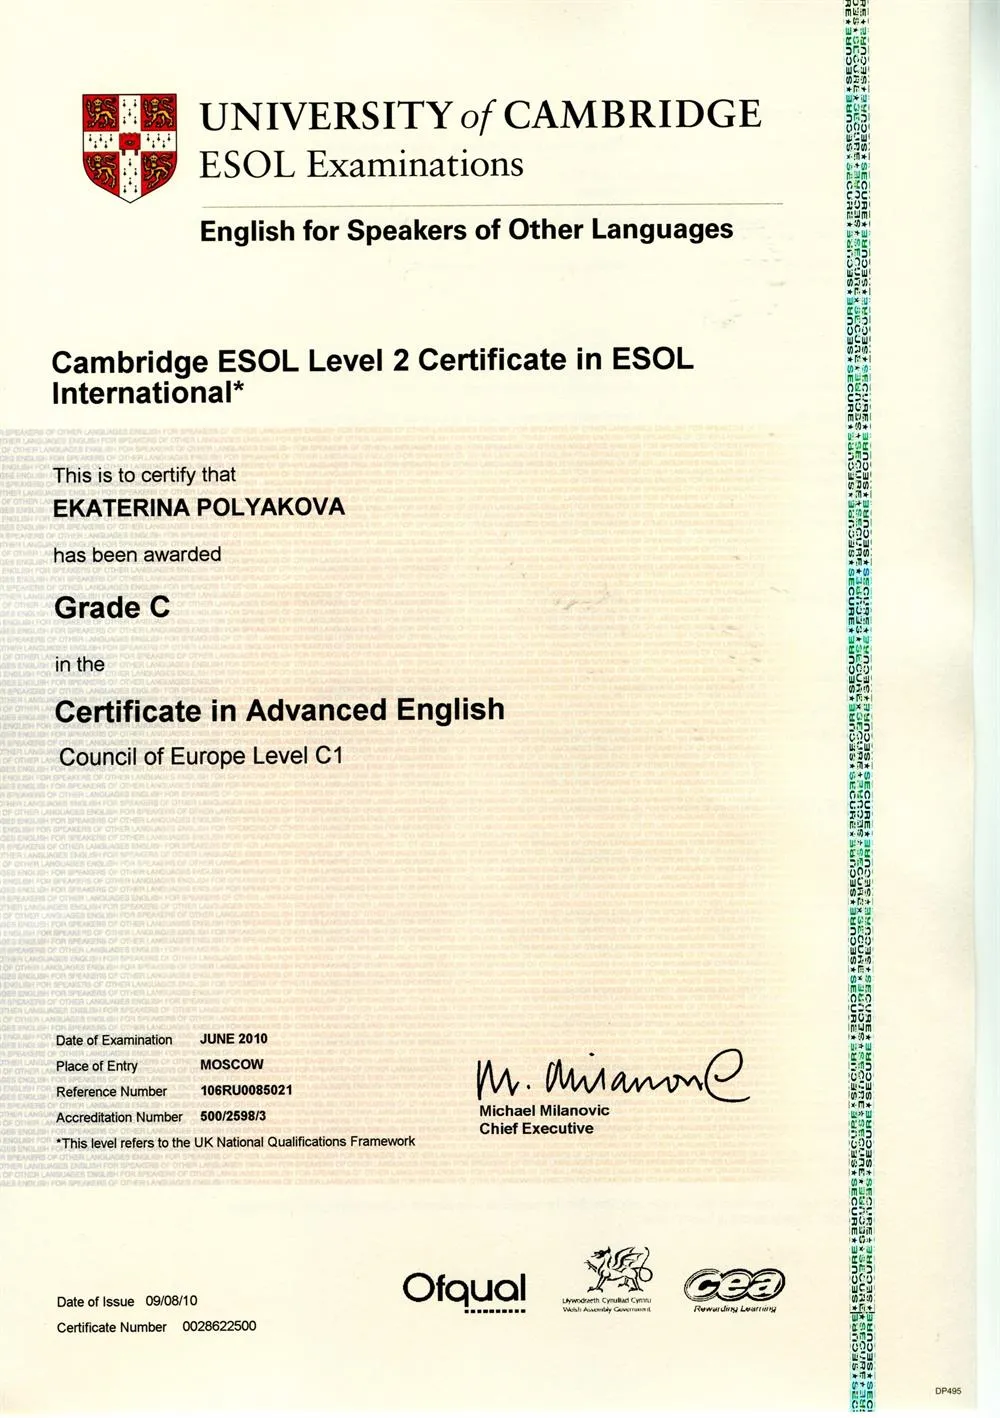 UNIVERSITY of CAMBRIDGE
ESOL Examinations
English for Speakers of Other Languages
Cambridge ESOL Level 2 Certificate in ESOL
International*
This is to certify that
EKATERINA POLYAKOVA
has been awarded
Grade C
in the
Certificate in Advanced English
Council of Europe Level C1
Date of Examination JUNE 2010
Place of Entry MOSCOW
Reference Number 106RU0085021
Accreditation Number 500/2598/3
*This level refers to the UK National Qualifications Framework
M. Milanovic
Michael Milanovic
Chief Executive
Date of Issue 09/08/10
Certificate Number 0028622500
Ofqual
Llywodraeth Cynulliad Cymru
Welsh Assembly Government
cea
Rewarding Learning
DP495
SECURE★SECURE★SECURE